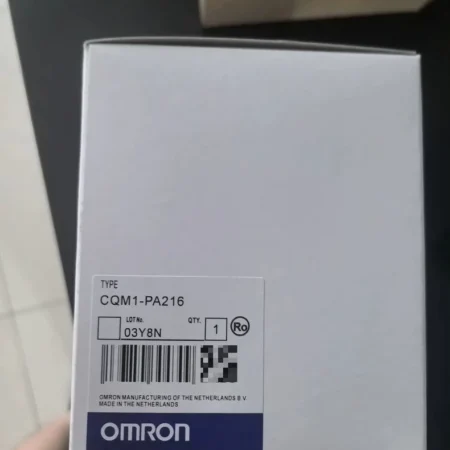 TYPE
CQM1-PA216
LOT No. QTY.
03Y8N 1 Ro
OMRON MANUFACTURING OF THE NETHERLANDS B V
MADE IN THE NETHERLANDS
OMRON